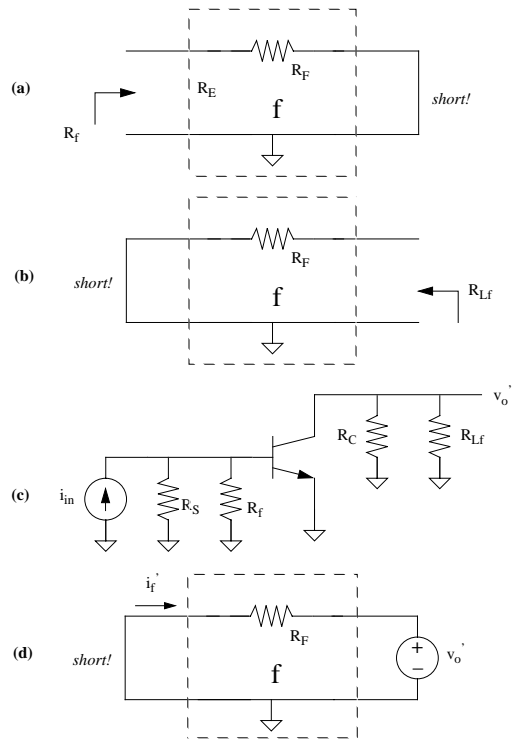 (a)
R_E
R_F
f
R_f
short!
(b)
short!
R_F
f
R_Lf
(c)
i_in
R_S
R_f
R_C
R_Lf
v_o'
(d)
i_f'
short!
R_F
f
+
−
v_o'